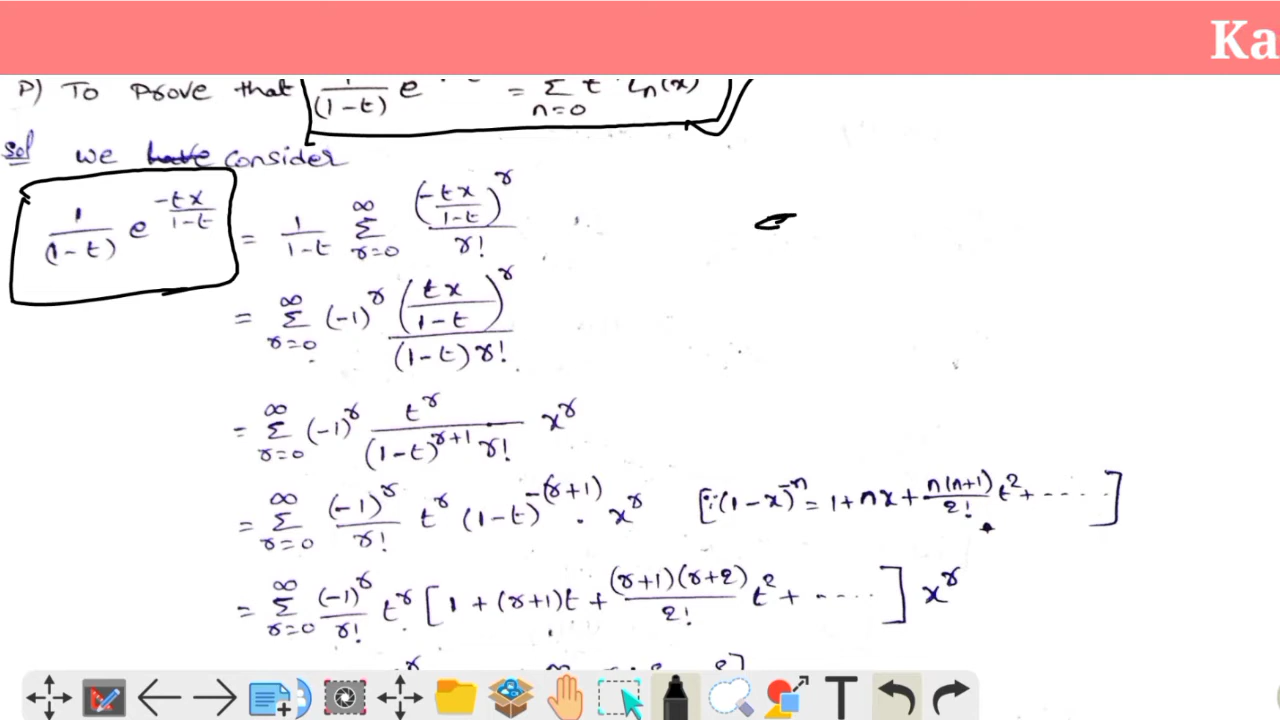 Ka
P) To prove that 1/(1-t) e = Σ n=0 t Ln(x)
Sol we have consider
1/(1-t) e^(-tx/(1-t)) = 1/(1-t) Σ_{r=0}^{∞} (-tx/(1-t))^r / r!
= Σ_{r=0}^{∞} (-1)^r (tx/(1-t))^r / (1-t) r!
= Σ_{r=0}^{∞} (-1)^r t^r / (1-t)^{r+1} r! x^r
= Σ_{r=0}^{∞} (-1)^r / r! t^r (1-t)^{-(r+1)} . x^r [∵ (1-x)^{-n} = 1 + nx + n(n+1)/2! t^2 + ..... ]
= Σ_{r=0}^{∞} (-1)^r / r! t^r [ 1 + (r+1)t + (r+1)(r+2)/2! t^2 + ..... ] x^r
T